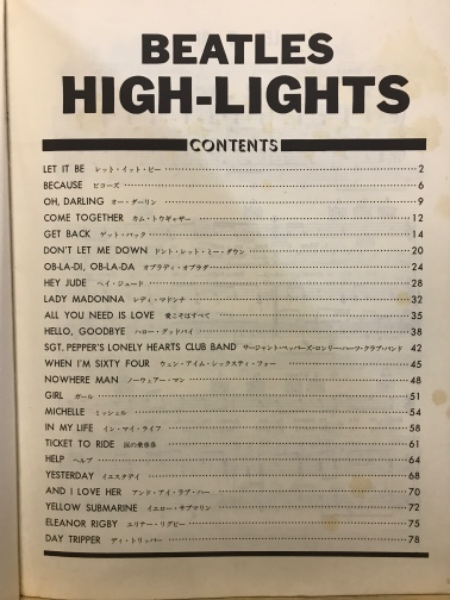 BEATLES
HIGH-LIGHTS
CONTENTS
LET IT BE レット・イット・ビー 2
BECAUSE ビコーズ 6
OH, DARLING オー・ダーリン 9
COME TOGETHER カム・トウギャザー 12
GET BACK ゲット・バック 14
DON'T LET ME DOWN ドント・レット・ミー・ダウン 20
OB-LA-DI, OB-LA-DA オブラディ・オブラダ 24
HEY JUDE ヘイ・ジュード 28
LADY MADONNA レディ・マドンナ 32
ALL YOU NEED IS LOVE 愛こそはすべて 35
HELLO, GOODBYE ハロー・グッドバイ 38
SGT. PEPPER'S LONELY HEARTS CLUB BAND サージャント・ペッパーズ・ロンリー・ハーツ・クラブ・バンド 42
WHEN I'M SIXTY FOUR ウェン・アイム・シックスティ・フォー 45
NOWHERE MAN ノーウェアー・マン 48
GIRL ガール 51
MICHELLE ミッシェル 54
IN MY LIFE イン・マイ・ライフ 58
TICKET TO RIDE 涙の乗車券 61
HELP ヘルプ 64
YESTERDAY イエスタデイ 68
AND I LOVE HER アンド・アイ・ラブ・ハー 70
YELLOW SUBMARINE イエロー・サブマリン 72
ELEANOR RIGBY エリナー・リグビー 75
DAY TRIPPER デイ・トリッパー 78